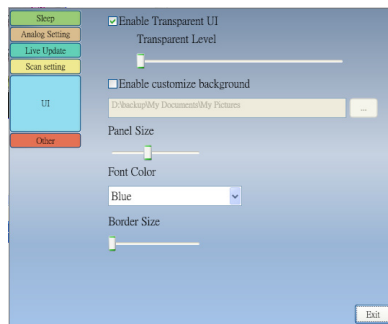 Sleep
Analog Setting
Live Update
Scan setting
UI
Other
Enable Transparent UI
Transparent Level
Enable customize background
D:\backup\My Documents\My Pictures
...
Panel Size
Font Color
Blue
Border Size
Exit